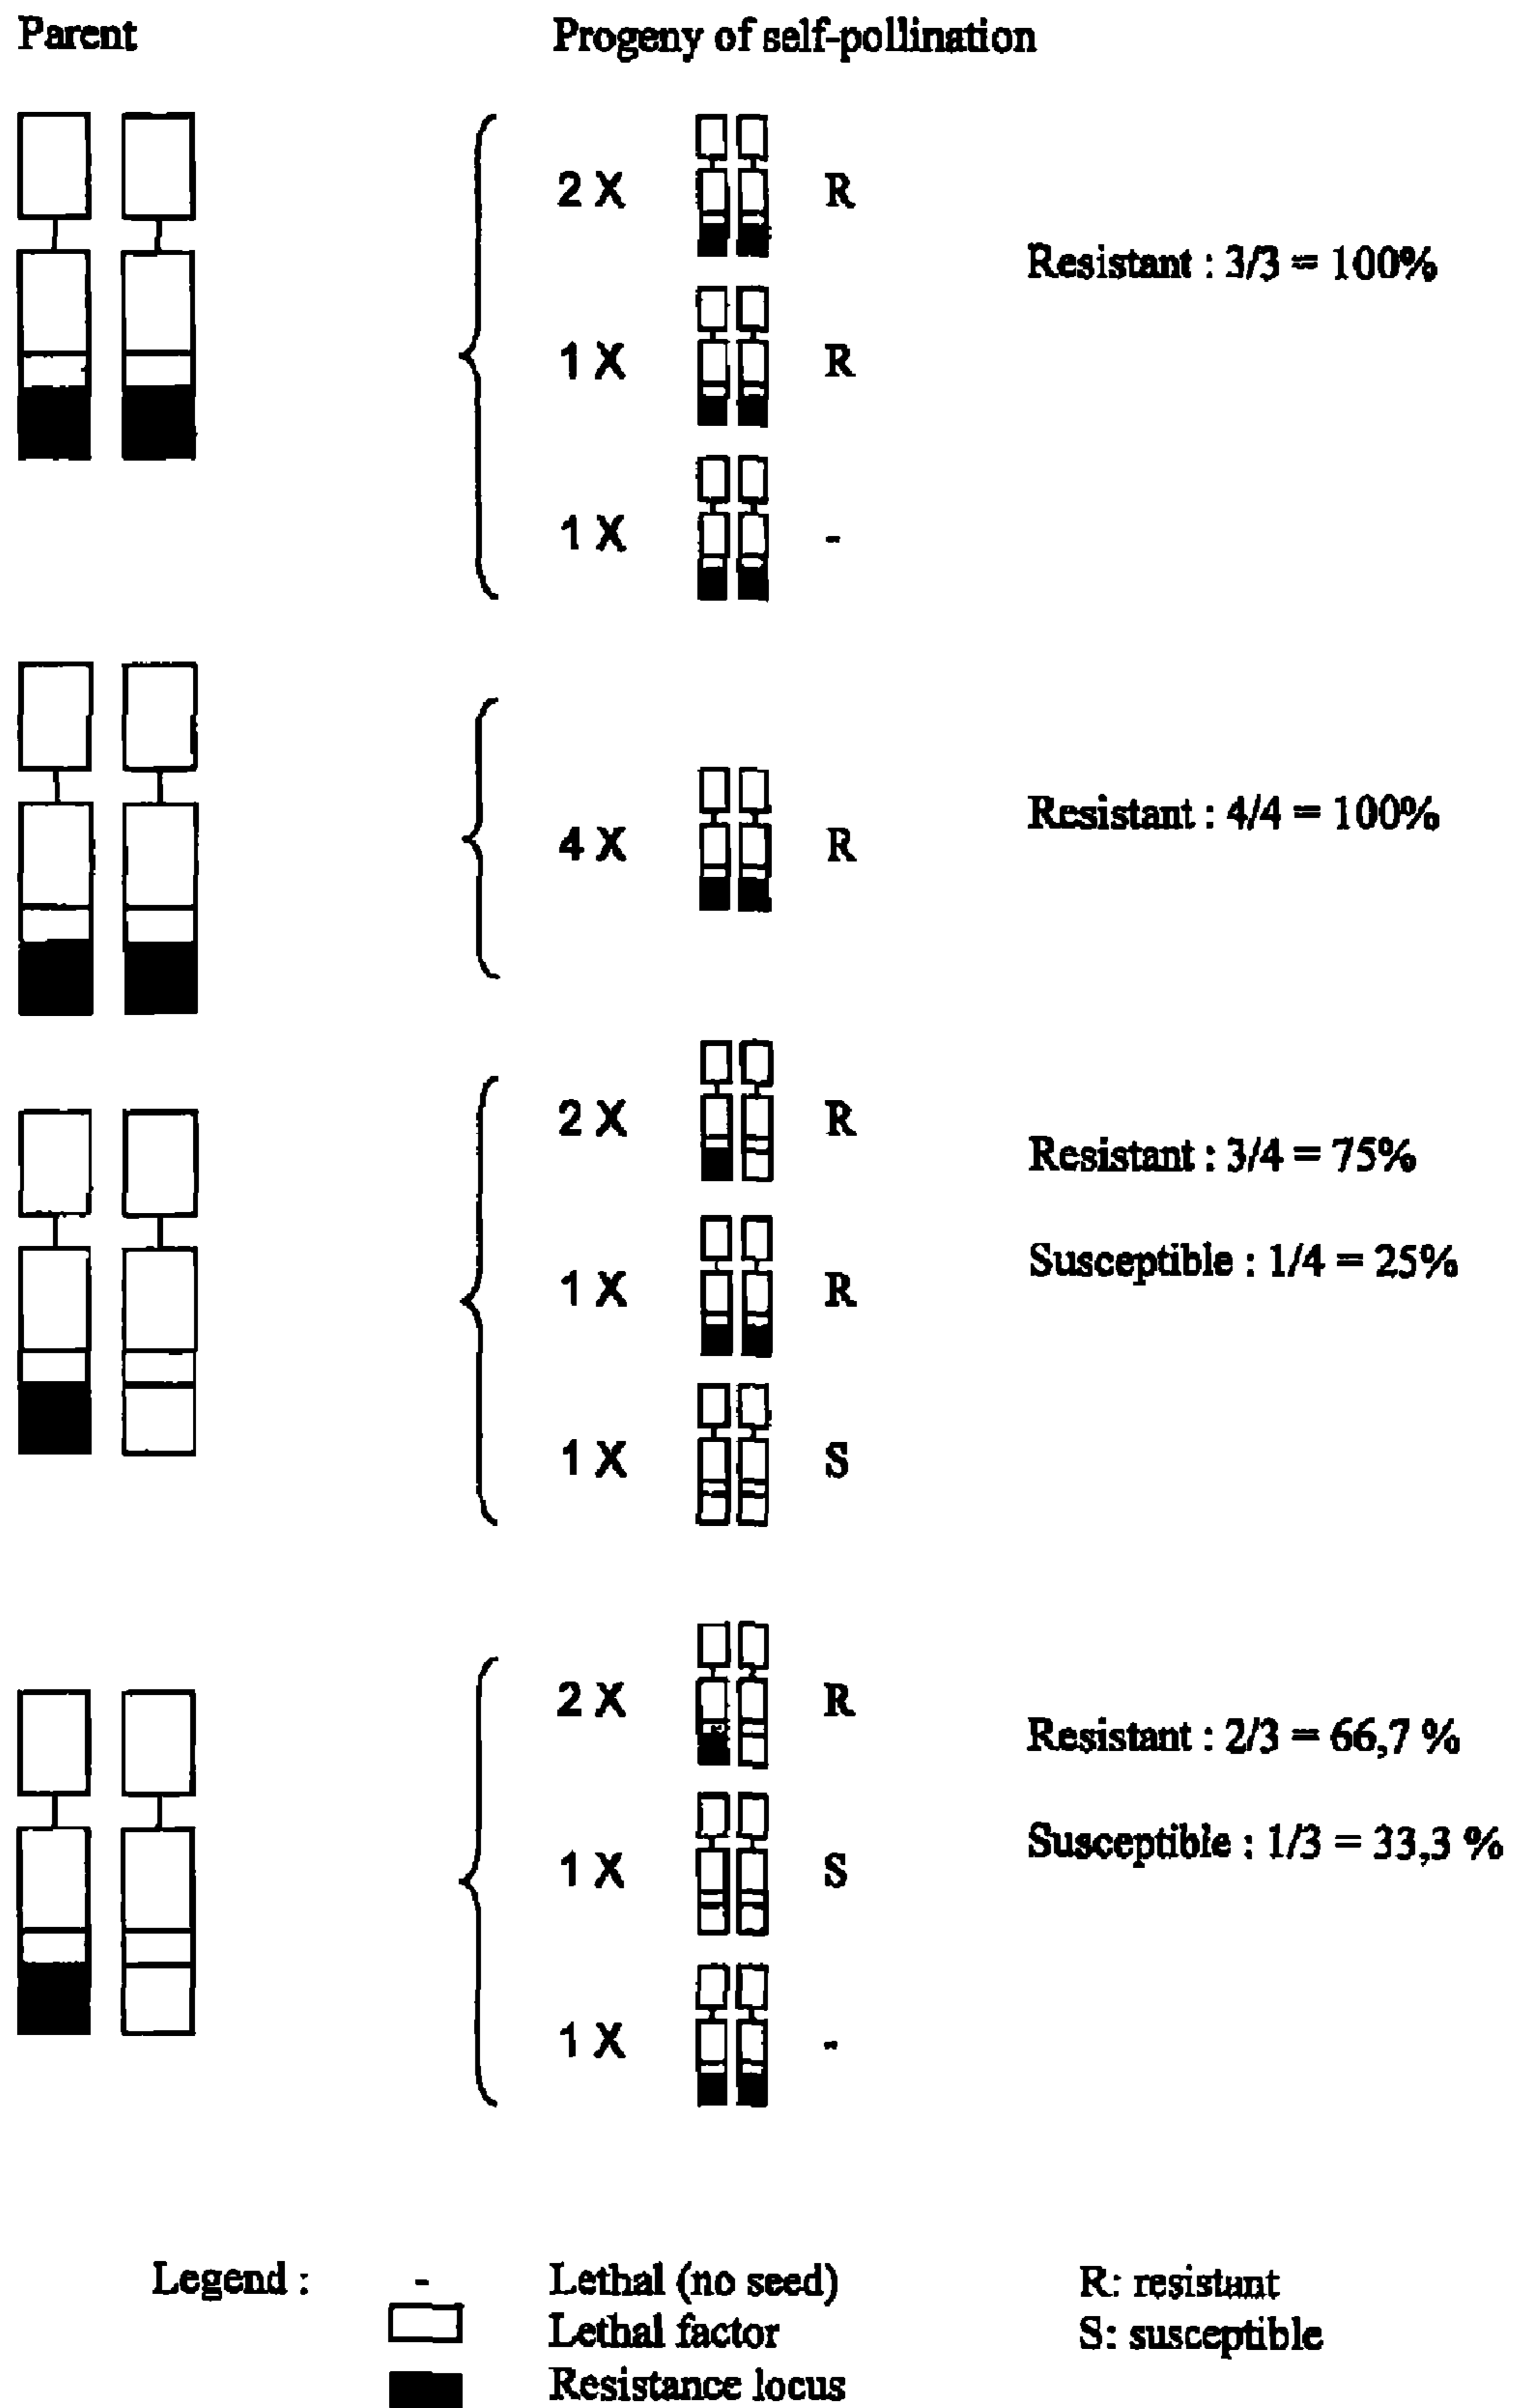 Parent
Progeny of self-pollination
2 X
R
Resistant : 3/3 = 100%
1 X
R
1 X
-
4 X
R
Resistant : 4/4 = 100%
2 X
R
Resistant : 3/4 = 75%
1 X
R
Susceptible : 1/4 = 25%
1 X
S
2 X
R
Resistant : 2/3 = 66,7 %
1 X
S
Susceptible : 1/3 = 33,3 %
1 X
-
Legend :
- Lethal (no seed)
Lethal factor
Resistance locus
R: resistant
S: susceptible